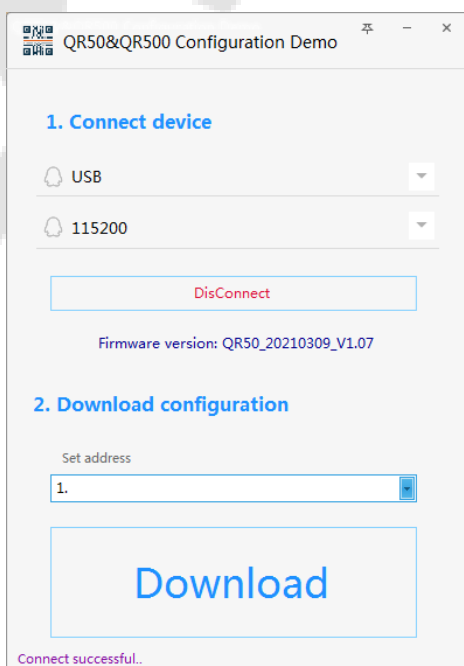 QR50&QR500 Configuration Demo
1. Connect device
USB
115200
DisConnect
Firmware version: QR50_20210309_V1.07
2. Download configuration
Set address
1.
Download
Connect successful..